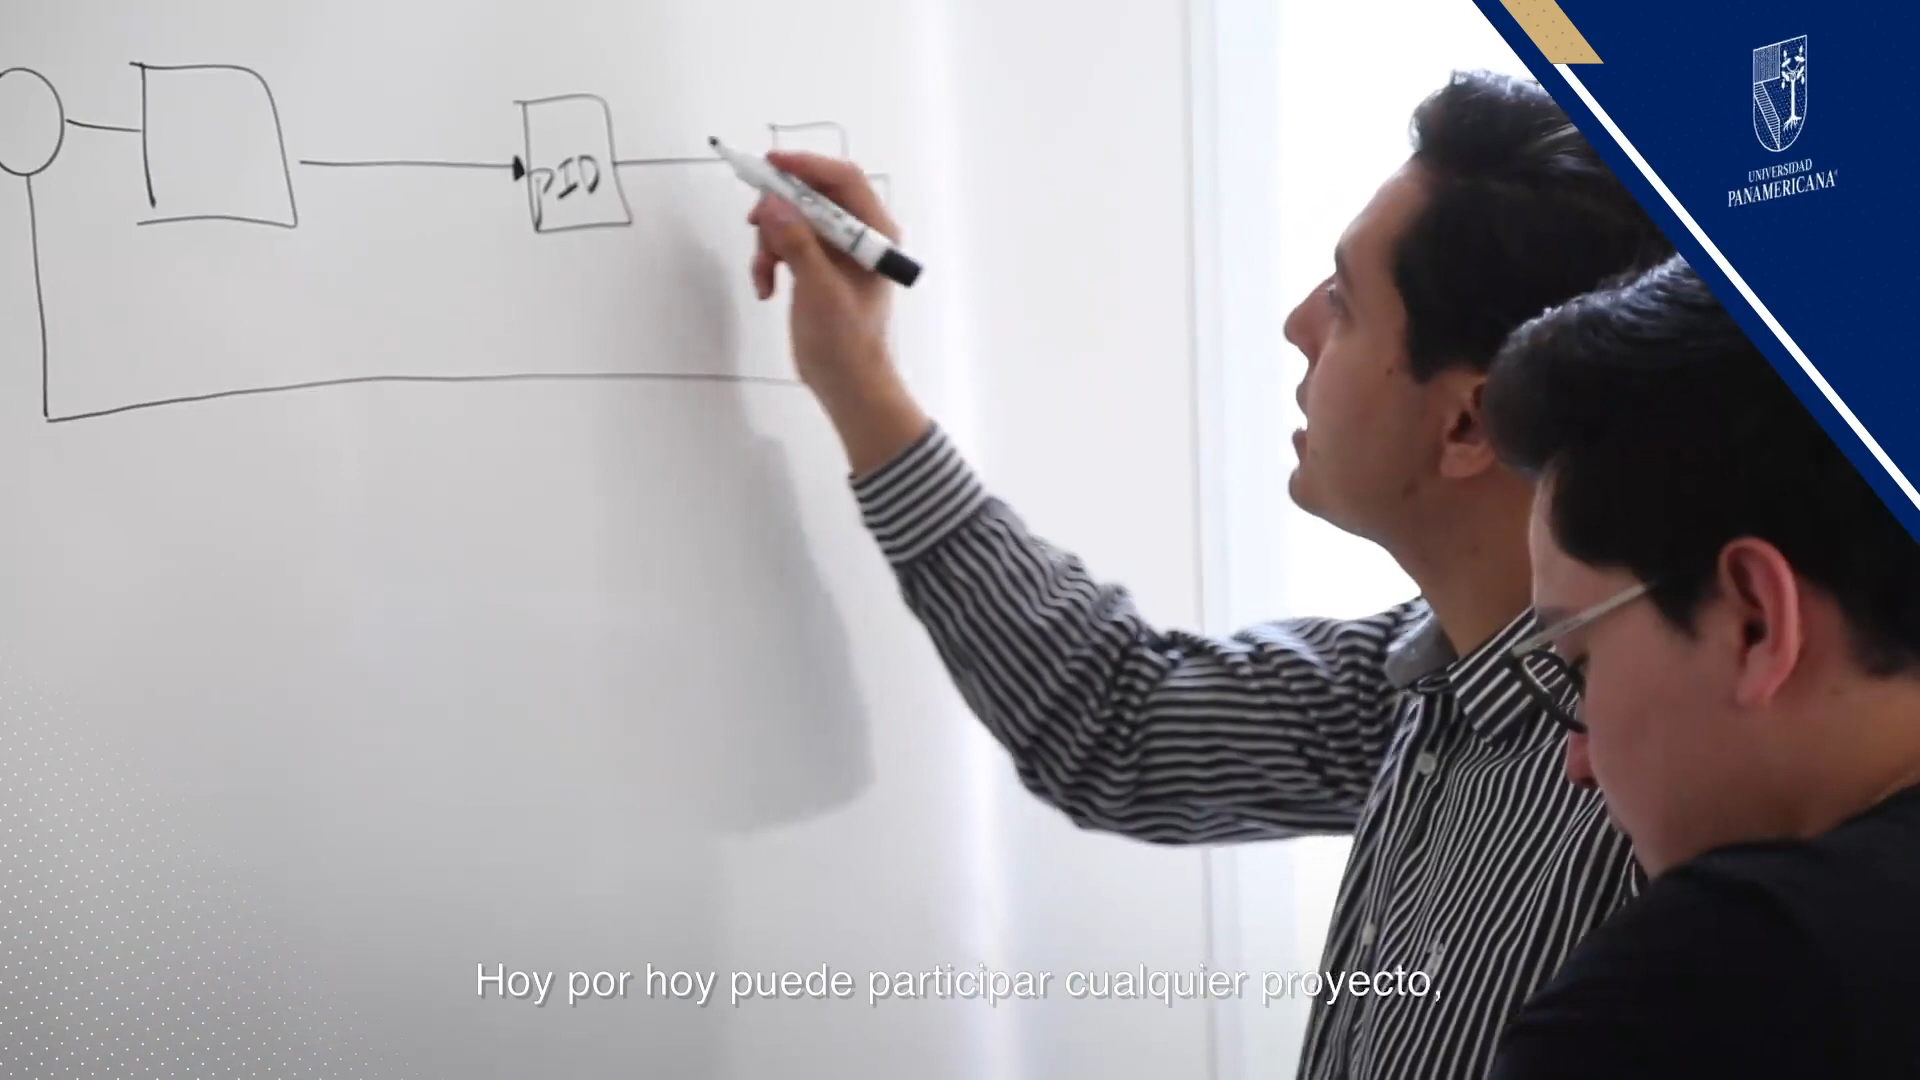 PID
UNIVERSIDAD
PANAMERICANA
Hoy por hoy puede participar cualquier proyecto,